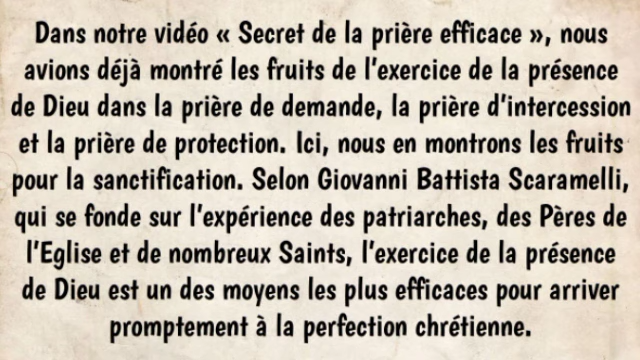 Dans notre vidéo « Secret de la prière efficace », nous
avions déjà montré les fruits de l'exercice de la présence
de Dieu dans la prière de demande, la prière d'intercession
et la prière de protection. Ici, nous en montrons les fruits
pour la sanctification. Selon Giovanni Battista Scaramelli,
qui se fonde sur l'expérience des patriarches, des Pères de
l'Eglise et de nombreux Saints, l'exercice de la présence
de Dieu est un des moyens les plus efficaces pour arriver
promptement à la perfection chrétienne.